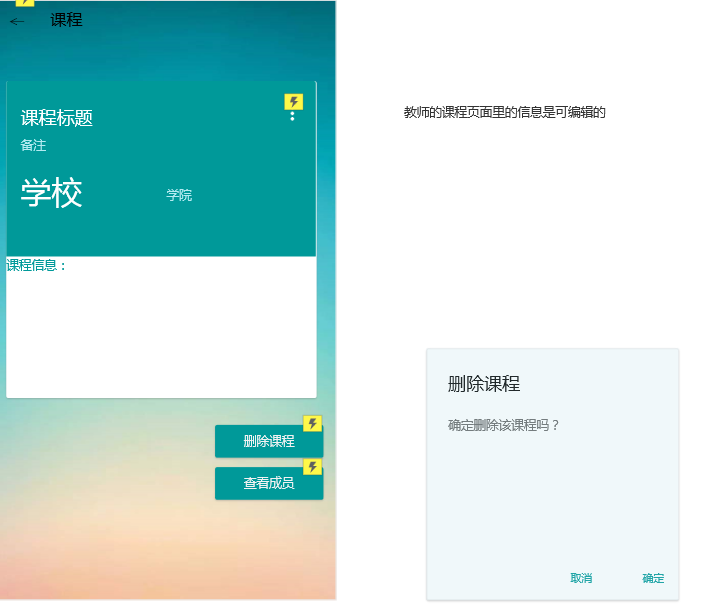 课程
课程标题
备注
学校
学院
课程信息：
删除课程
查看成员
教师的课程页面里的信息是可编辑的
删除课程
确定删除该课程吗？
取消
确定